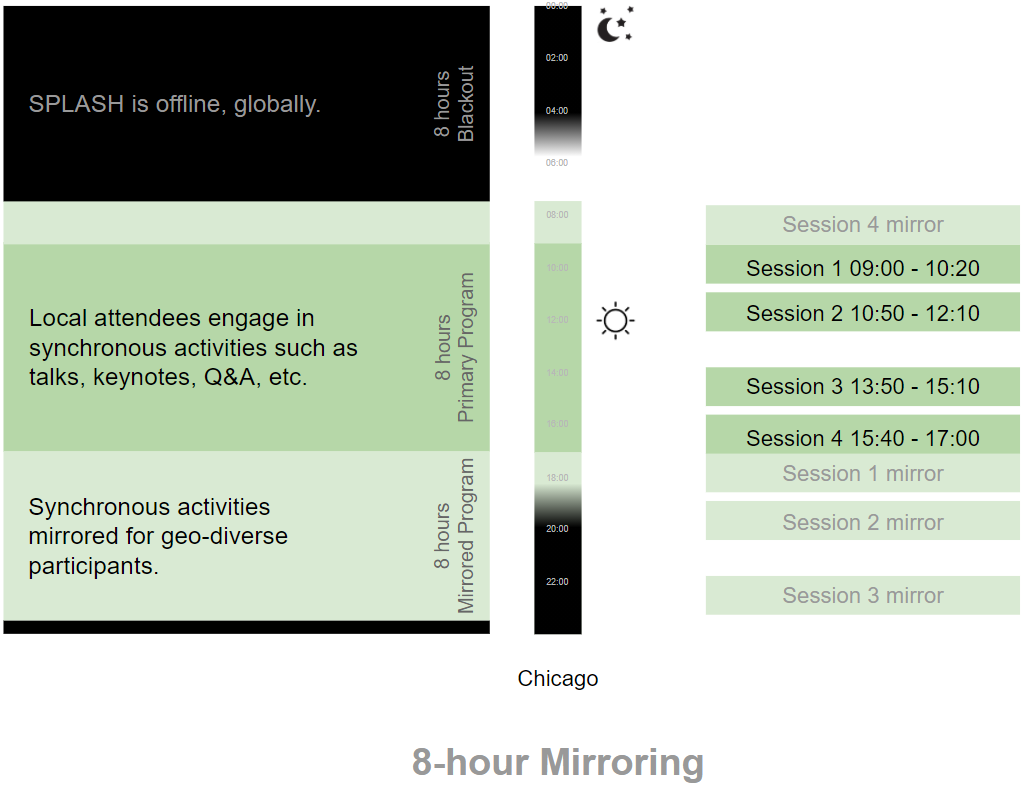 SPLASH is offline, globally.
8 hours
Blackout
Local attendees engage in
synchronous activities such as
talks, keynotes, Q&A, etc.
8 hours
Primary Program
Synchronous activities
mirrored for geo-diverse
participants.
8 hours
Mirrored Program
00:00
02:00
04:00
06:00
08:00
10:00
12:00
14:00
16:00
18:00
20:00
22:00
Session 4 mirror
Session 1 09:00 - 10:20
Session 2 10:50 - 12:10
Session 3 13:50 - 15:10
Session 4 15:40 - 17:00
Session 1 mirror
Session 2 mirror
Session 3 mirror
Chicago
8-hour Mirroring